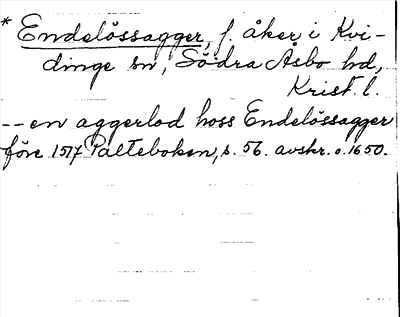 * Endelössagger, f. åker i Kvi-
dinge sn, Södra Åsbo hd,
Krist. l.
-- en aggerlod hoss Endelössagger
före 1517 Palteboken, s. 56. avskr. o. 1650.